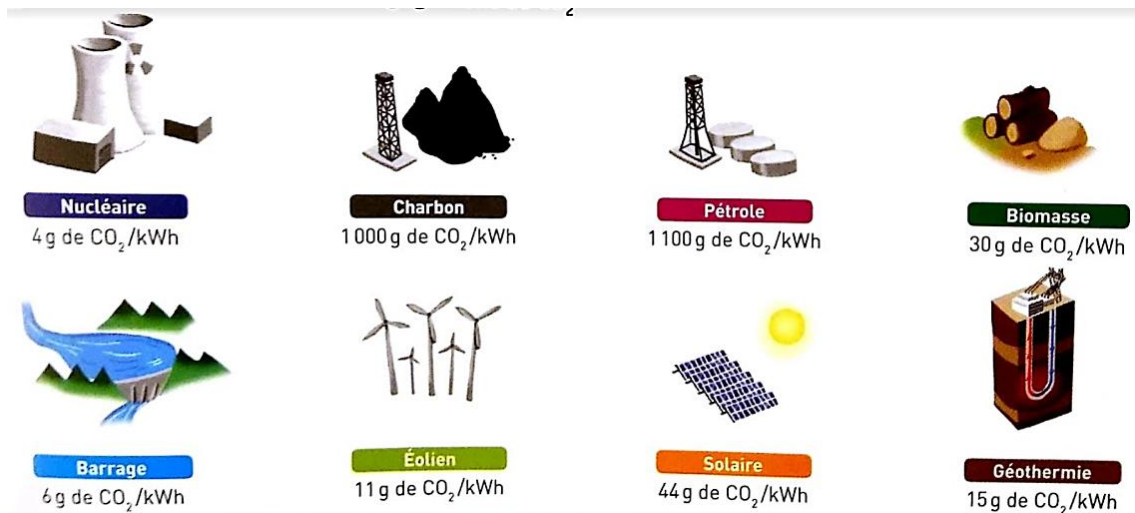 Nucléaire
4 g de CO₂/kWh
Charbon
1 000 g de CO₂/kWh
Pétrole
1 100 g de CO₂/kWh
Biomasse
30 g de CO₂/kWh
Barrage
6 g de CO₂/kWh
Éolien
11 g de CO₂/kWh
Solaire
44 g de CO₂/kWh
Géothermie
15 g de CO₂/kWh